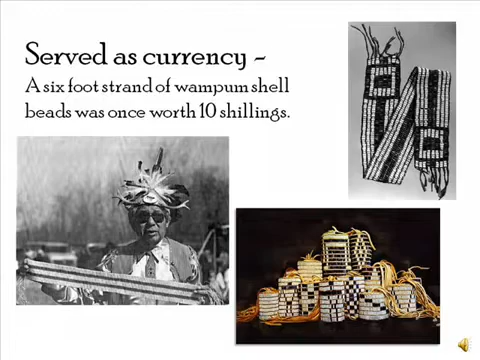 Served as currency -
A six foot strand of wampum shell
beads was once worth 10 shillings.